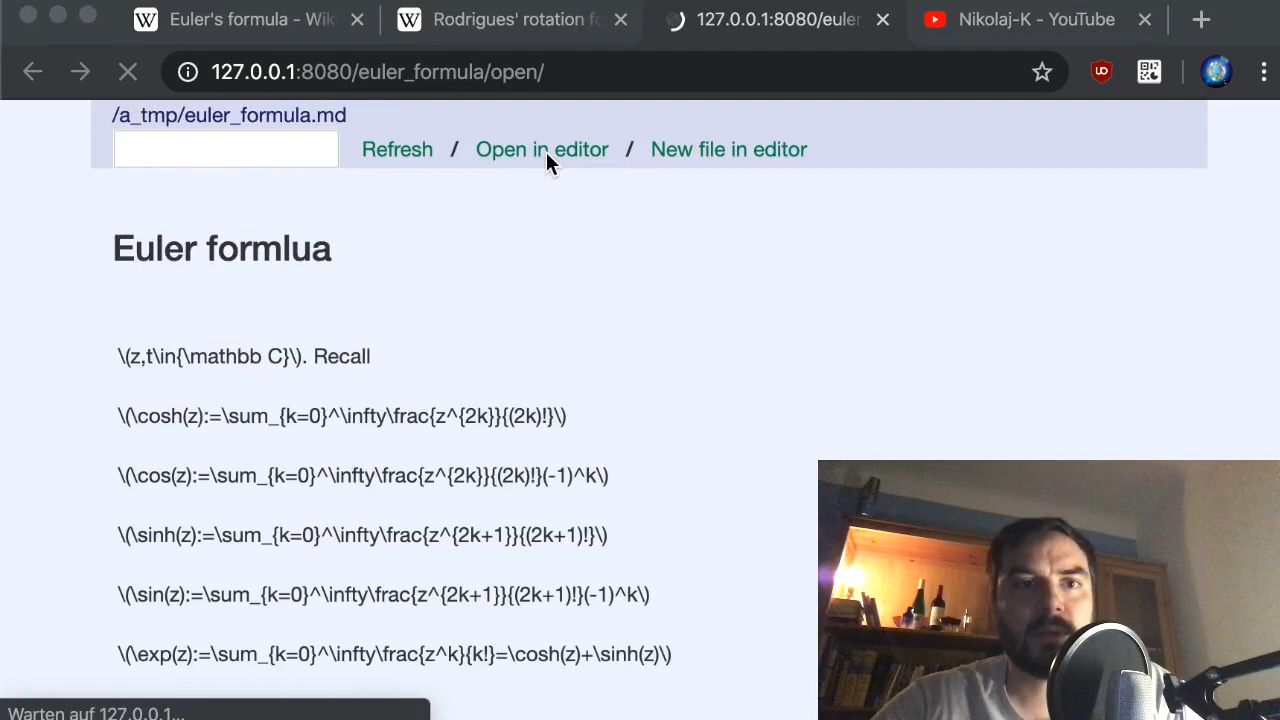 Euler's formula - Wik
Rodrigues' rotation fo
127.0.0.1:8080/euler
Nikolaj-K - YouTube
127.0.0.1:8080/euler_formula/open/
/a_tmp/euler_formula.md
Refresh / Open in editor / New file in editor
Euler formlua
\(z,t\in{\mathbb C}\). Recall
\(\cosh(z):=\sum_{k=0}^\infty\frac{z^{2k}}{(2k)!}\)
\(\cos(z):=\sum_{k=0}^\infty\frac{z^{2k}}{(2k)!}(-1)^k\)
\(\sinh(z):=\sum_{k=0}^\infty\frac{z^{2k+1}}{(2k+1)!}\)
\(\sin(z):=\sum_{k=0}^\infty\frac{z^{2k+1}}{(2k+1)!}(-1)^k\)
\(\exp(z):=\sum_{k=0}^\infty\frac{z^k}{k!}=\cosh(z)+\sinh(z)\)
Warten auf 127.0.0.1...